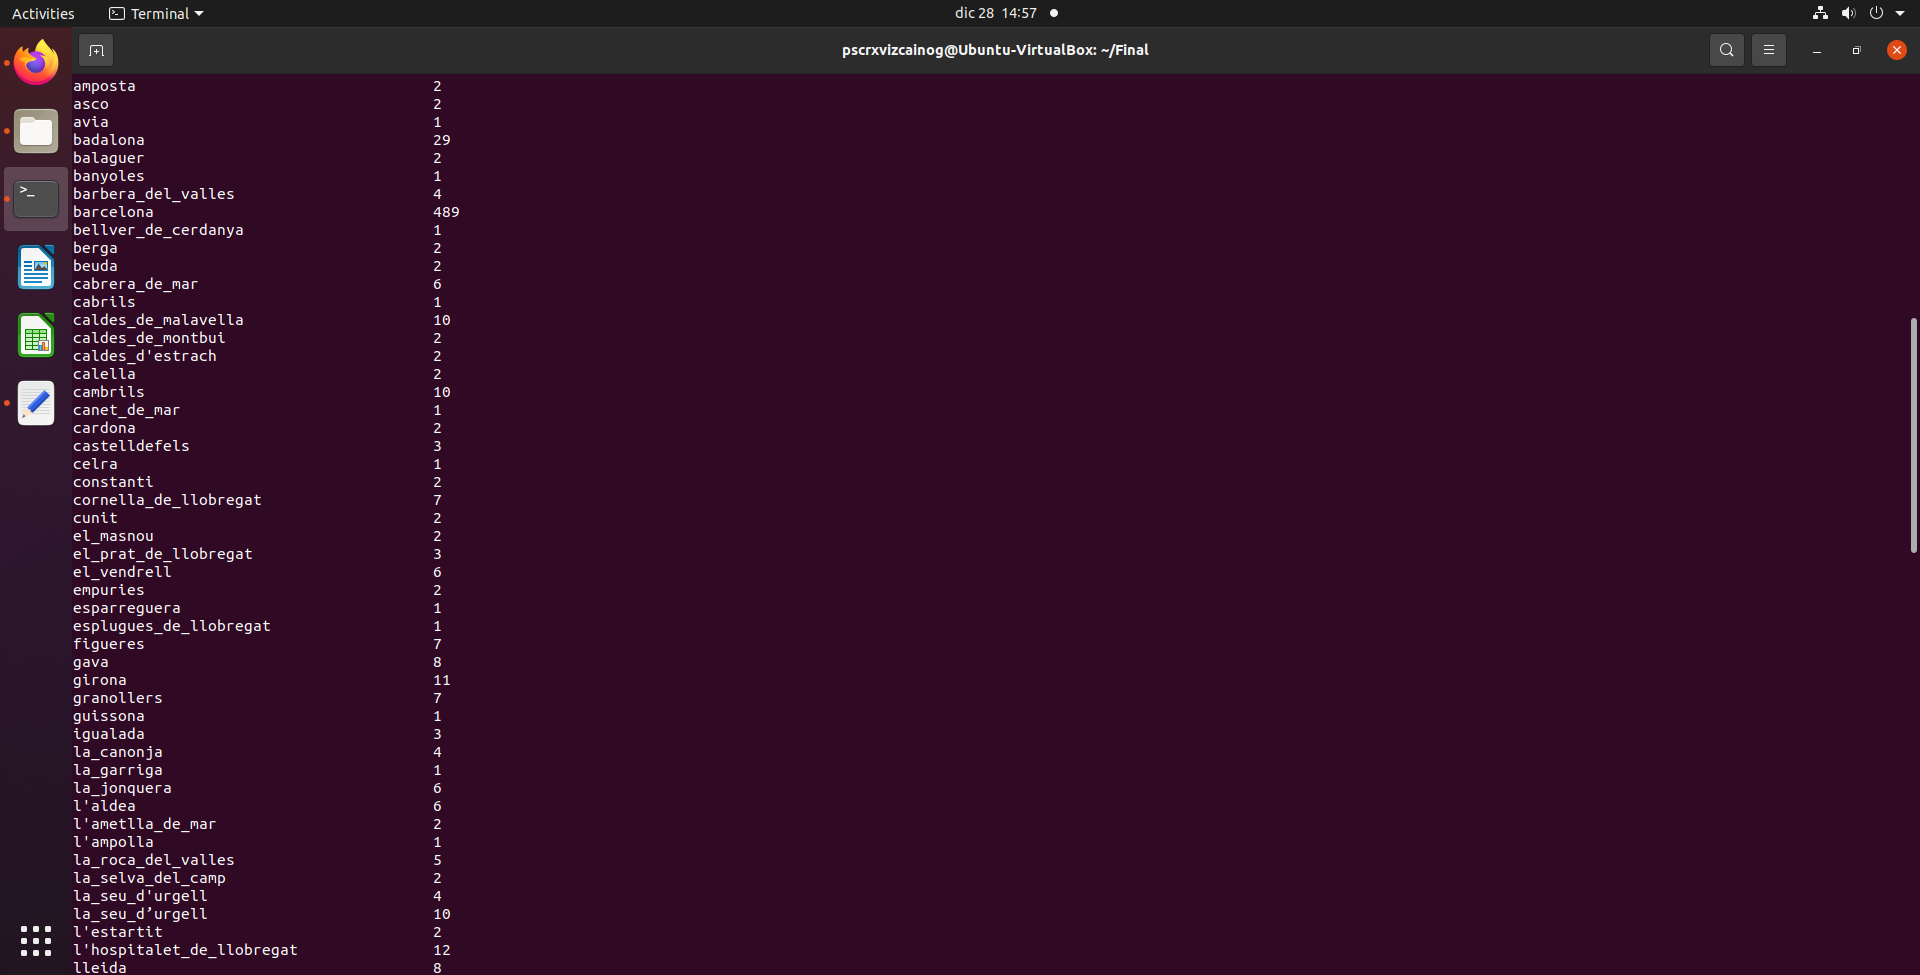 Activities Terminal dic 28 14:57
pscrxvizcainog@Ubuntu-VirtualBox: ~/Final
>_
amposta 2
asco 2
avia 1
badalona 29
balaguer 2
banyoles 1
barbera_del_valles 4
barcelona 489
bellver_de_cerdanya 1
berga 2
beuda 2
cabrera_de_mar 6
cabrils 1
caldes_de_malavella 10
caldes_de_montbui 2
caldes_d'estrach 2
calella 2
cambrils 10
canet_de_mar 1
cardona 2
castelldefels 3
celra 1
constanti 2
cornella_de_llobregat 7
cunit 2
el_masnou 2
el_prat_de_llobregat 3
el_vendrell 6
empuries 2
esparreguera 1
esplugues_de_llobregat 1
figueres 7
gava 8
girona 11
granollers 7
guissona 1
igualada 3
la_canonja 4
la_garriga 1
la_jonquera 6
l'aldea 6
l'ametlla_de_mar 2
l'ampolla 1
la_roca_del_valles 5
la_selva_del_camp 2
la_seu_d'urgell 4
la_seu_d’urgell 10
l'estartit 2
l'hospitalet_de_llobregat 12
lleida 8